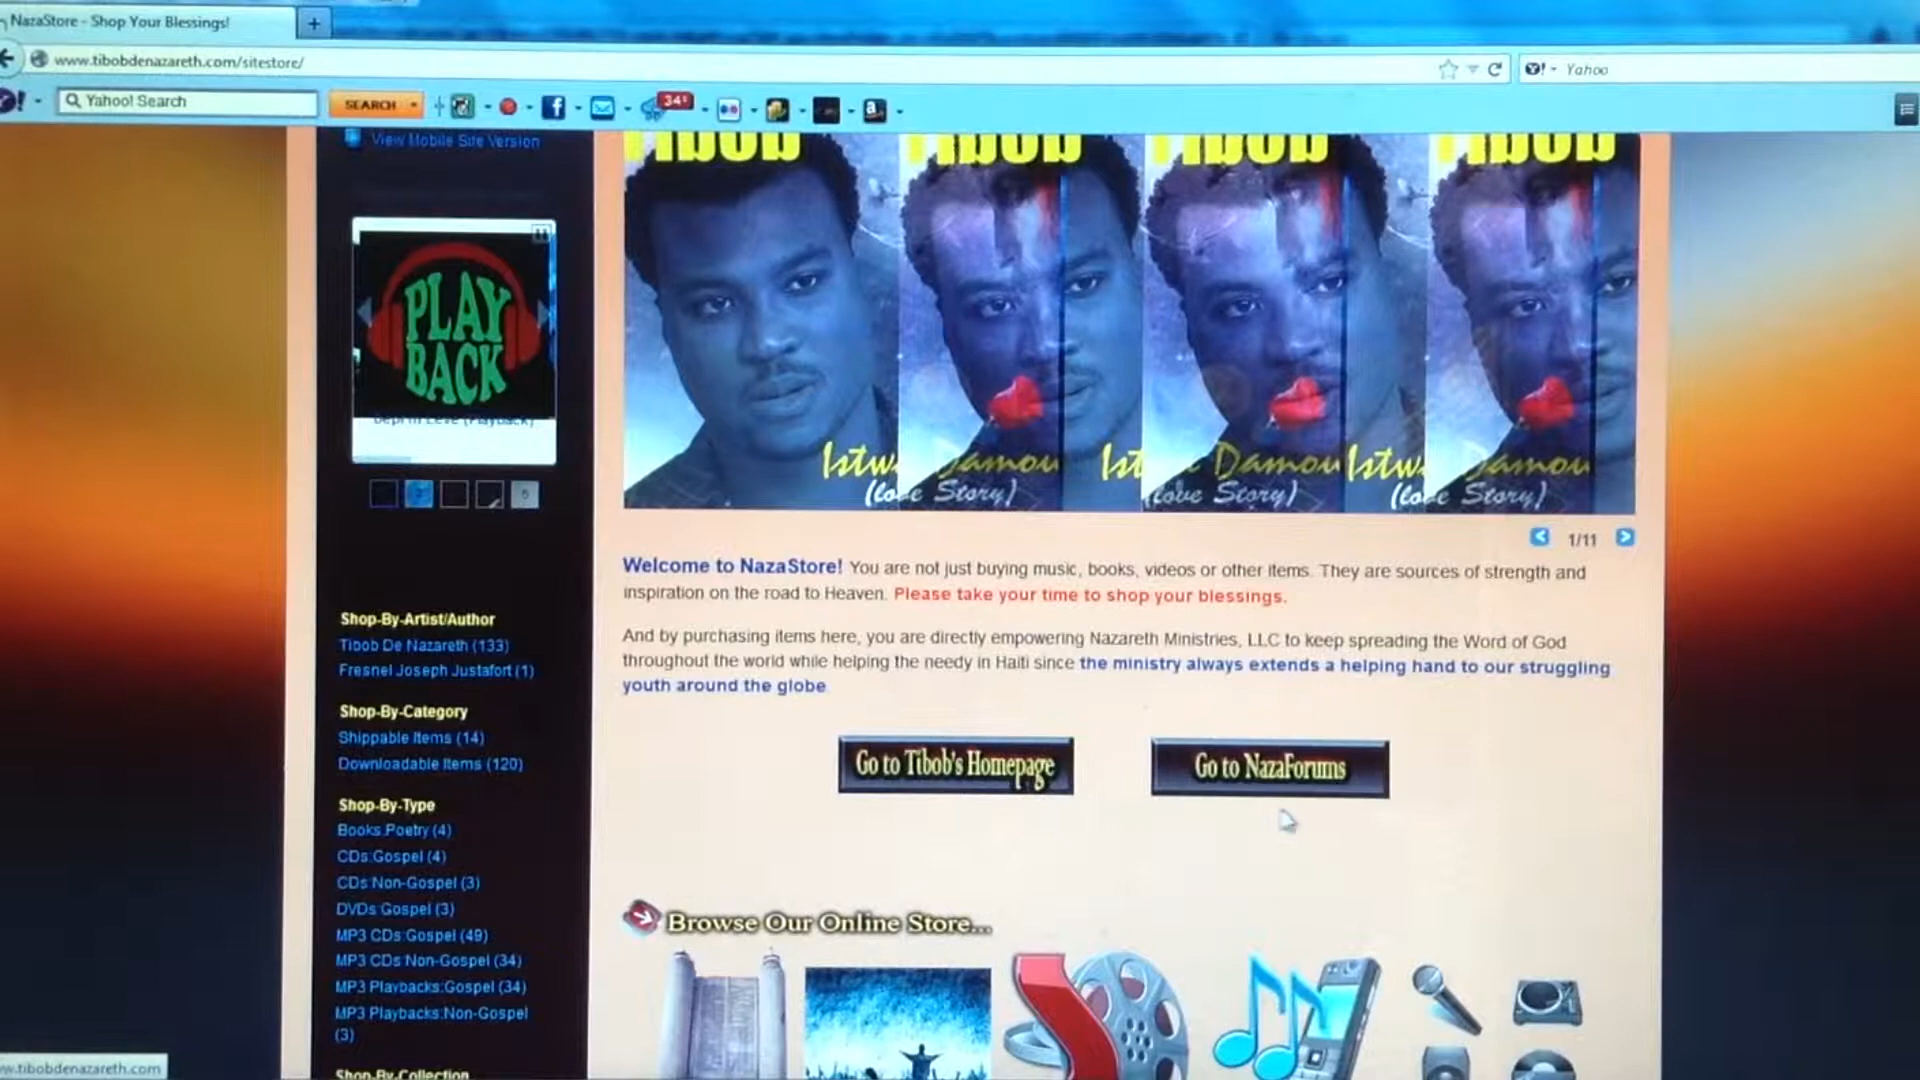 NazaStore - Shop Your Blessings!
www.tibobdenazareth.com/sitestore/
Yahoo
Yahoo! Search
SEARCH
34°
View Mobile Site Version
PLAY
BACK
Tibob Tibob Tibob Tibob
Istw Damou Ist Damou Istw Damou
(Love Story) (Love Story) (Love Story)
1/11
Welcome to NazaStore! You are not just buying music, books, videos or other items. They are sources of strength and
inspiration on the road to Heaven. Please take your time to shop your blessings.
And by purchasing items here, you are directly empowering Nazareth Ministries, LLC to keep spreading the Word of God
throughout the world while helping the needy in Haiti since the ministry always extends a helping hand to our struggling
youth around the globe
Go to Tibob's Homepage
Go to NazaForums
Shop-By-Artist/Author
Tibob De Nazareth (133)
Fresnel Joseph Justafort (1)
Shop-By-Category
Shippable Items (14)
Downloadable Items (120)
Shop-By-Type
Books:Poetry (4)
CDs:Gospel (4)
CDs:Non-Gospel (3)
DVDs:Gospel (3)
MP3 CDs:Gospel (49)
MP3 CDs:Non-Gospel (34)
MP3 Playbacks:Gospel (34)
MP3 Playbacks:Non-Gospel
(3)
Shop-By-Collection
Browse Our Online Store...
w.tibobdenazareth.com